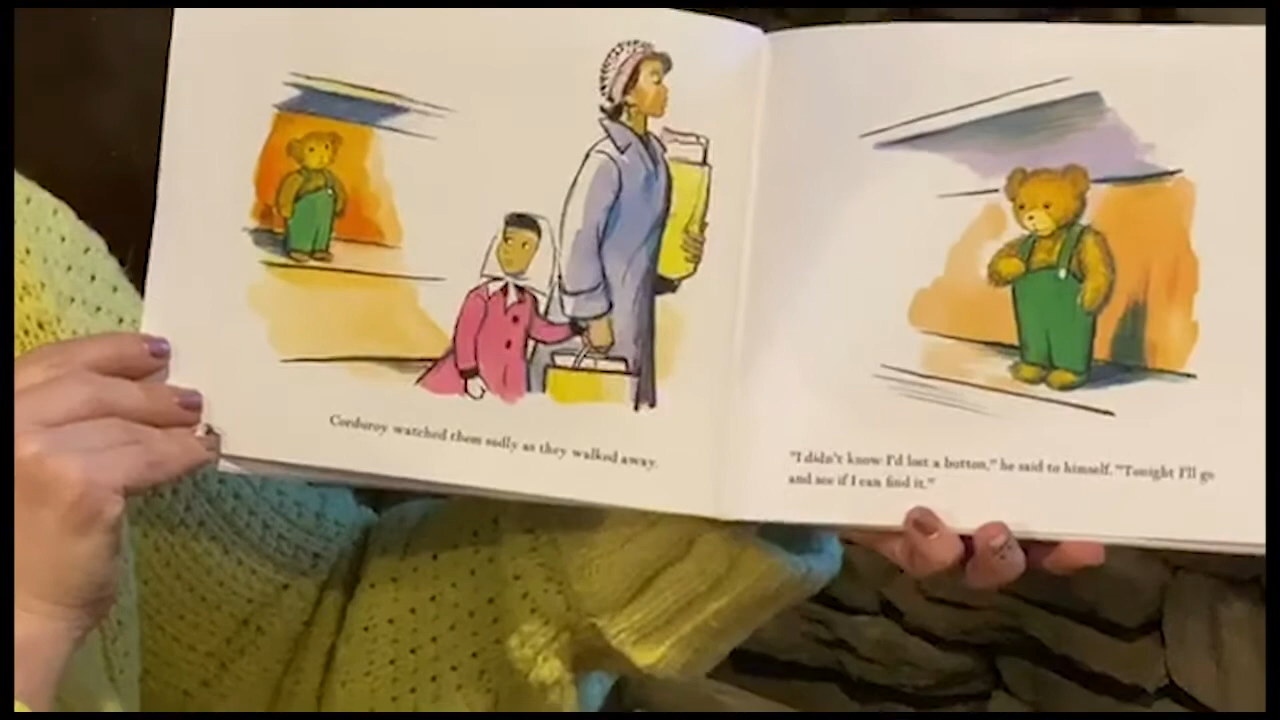 Corduroy watched them sadly as they walked away.
"I didn't know I'd lost a button," he said to himself. "Tonight I'll go
and see if I can find it."